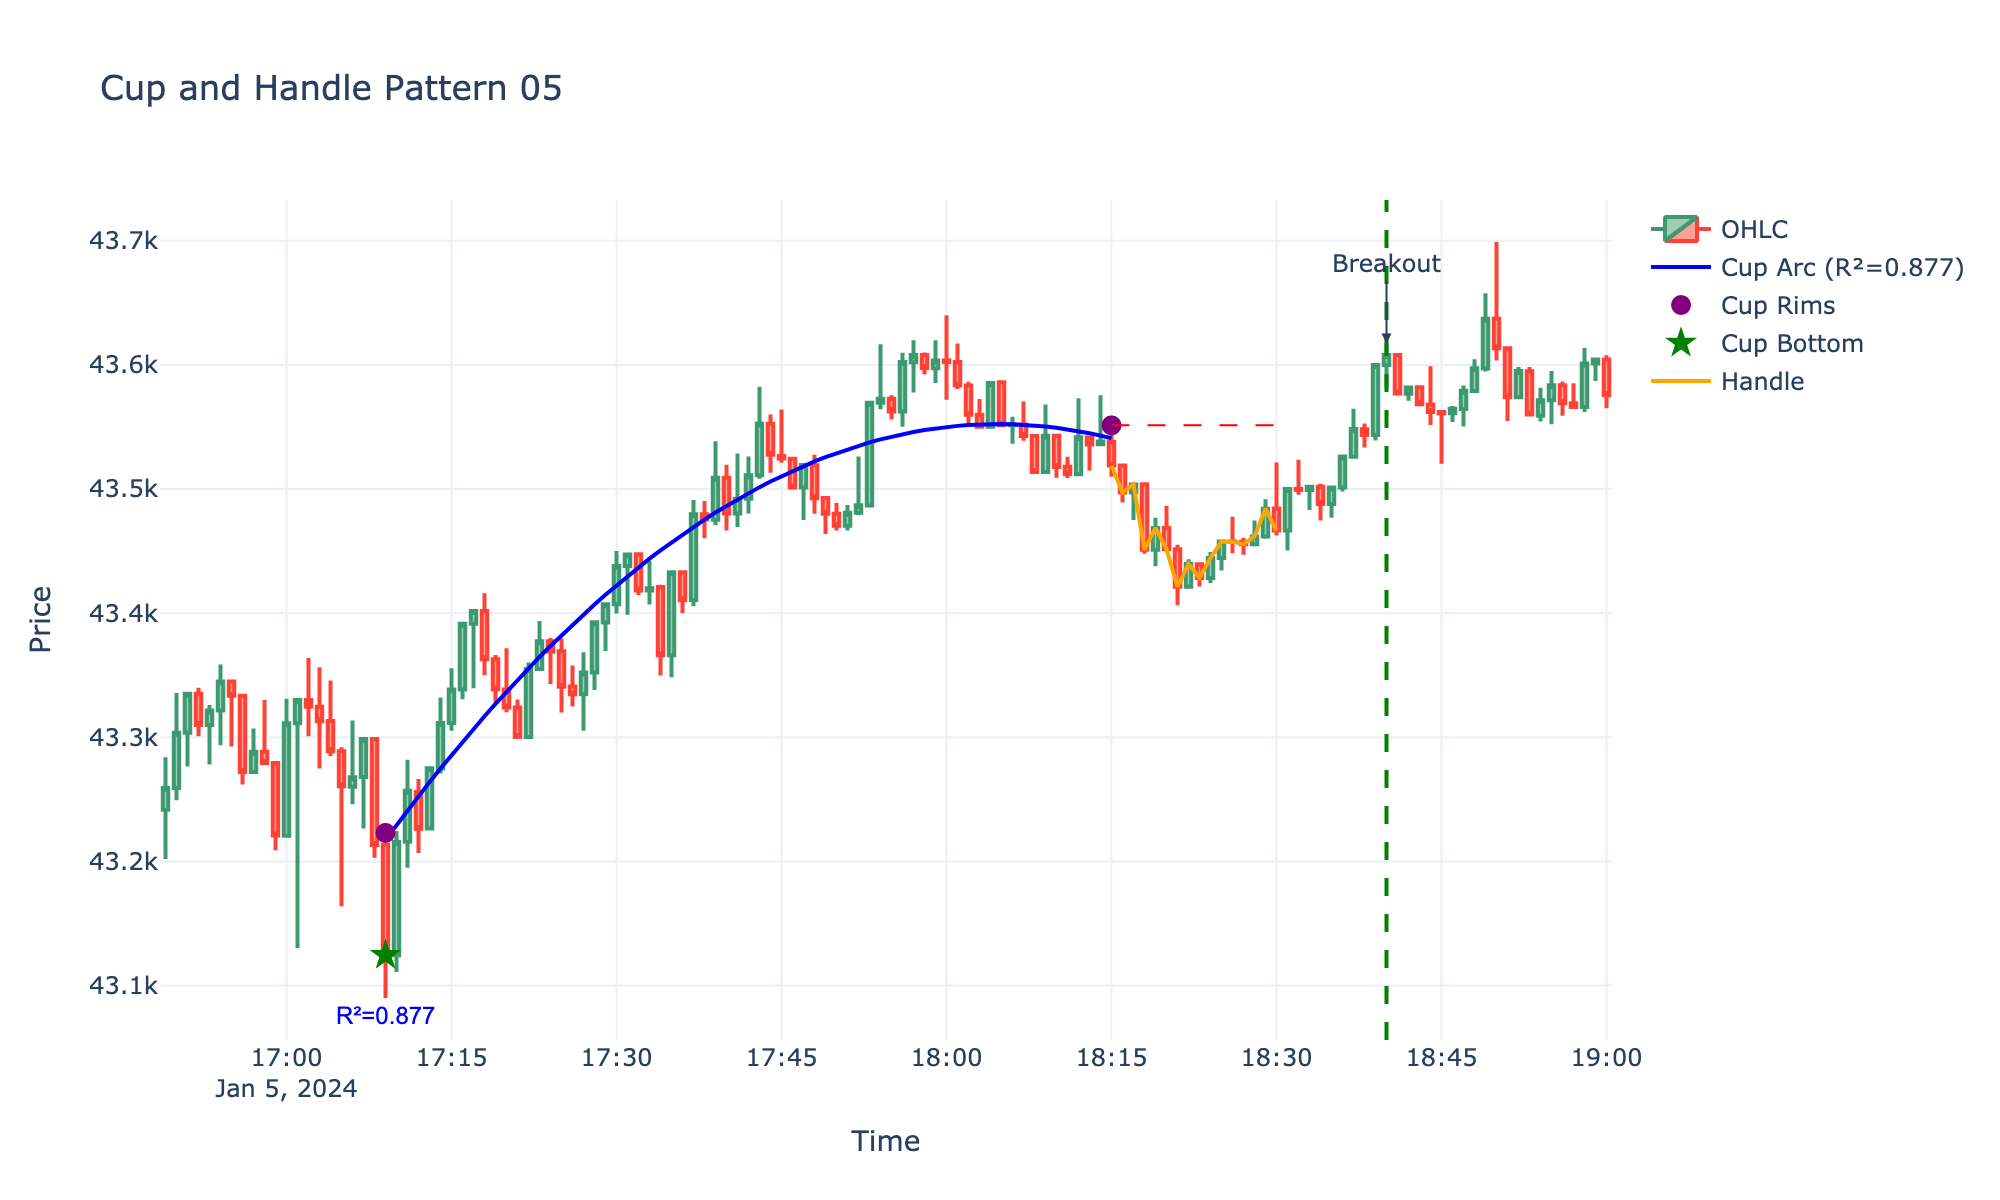 Cup and Handle Pattern 05
OHLC
Cup Arc (R²=0.877)
Cup Rims
Cup Bottom
Handle
Breakout
43.7k
43.6k
43.5k
43.4k
43.3k
43.2k
43.1k
Price
R²=0.877
17:00
17:15
17:30
17:45
18:00
18:15
18:30
18:45
19:00
Jan 5, 2024
Time